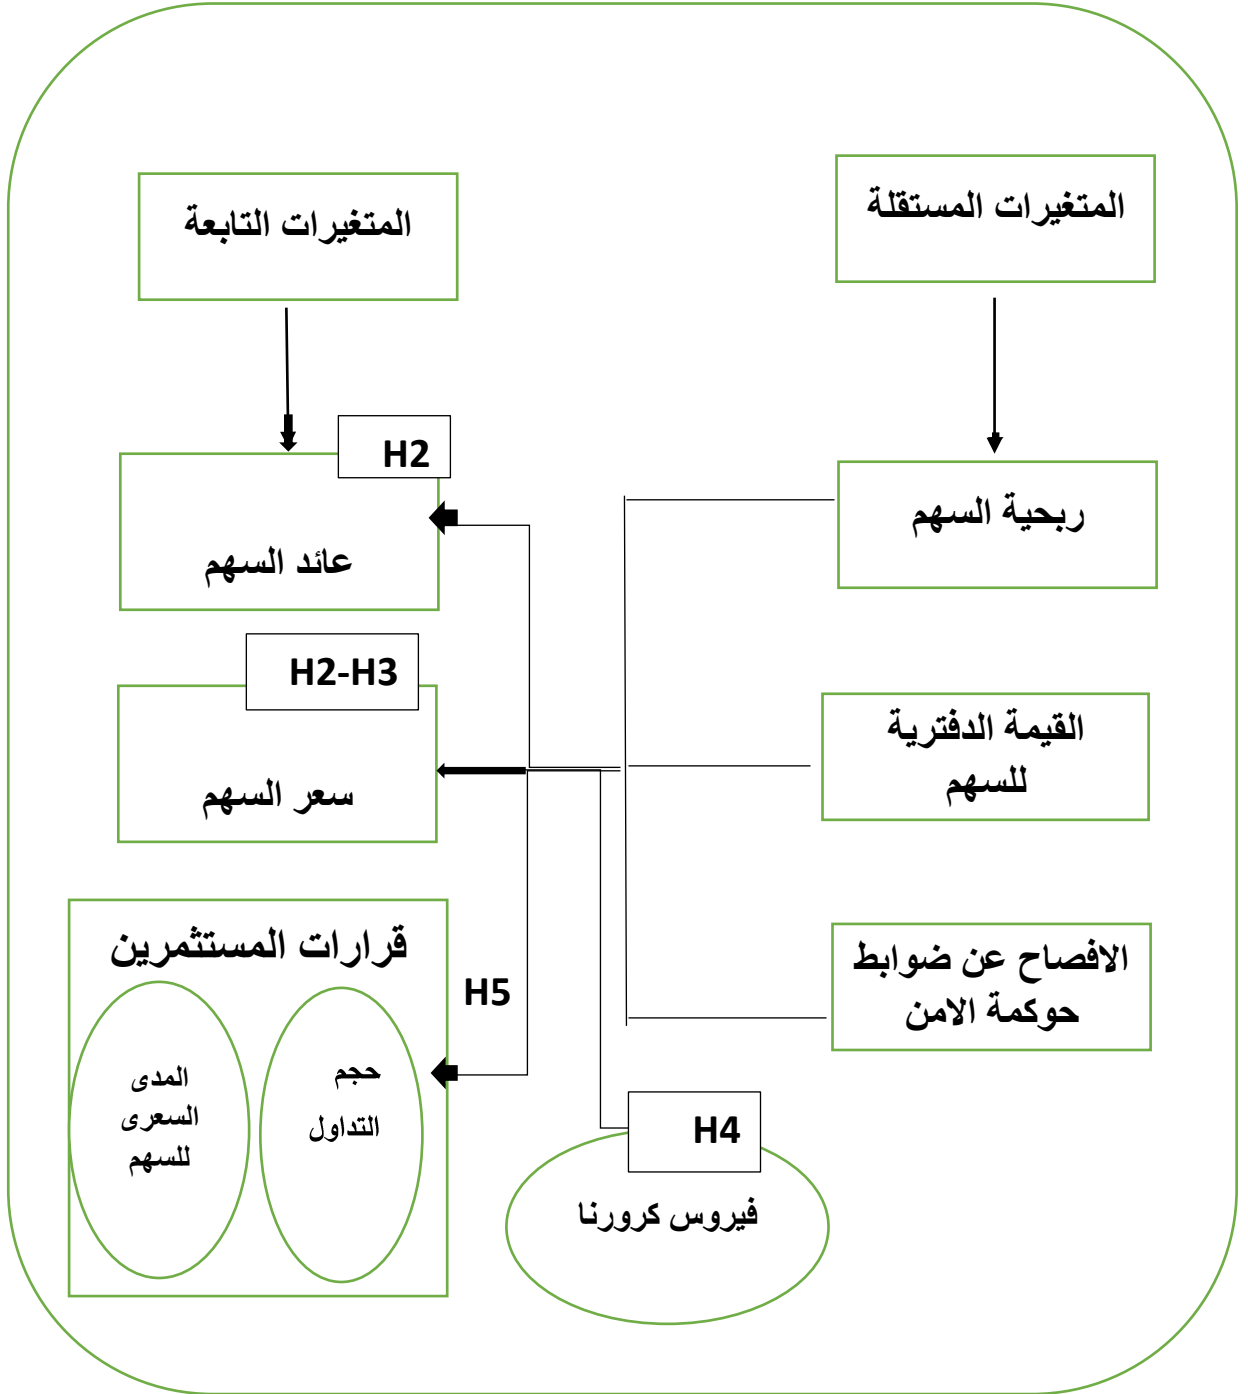 المتغيرات المستقلة
المتغيرات التابعة
ربحية السهم
H2
عائد السهم
H2-H3
القيمة الدفترية
للسهم
سعر السهم
الافصاح عن ضوابط
حوكمة الامن
قرارات المستثمرين
H5
حجم
التداول
المدى
السعرى
للسهم
H4
فيروس كرورنا